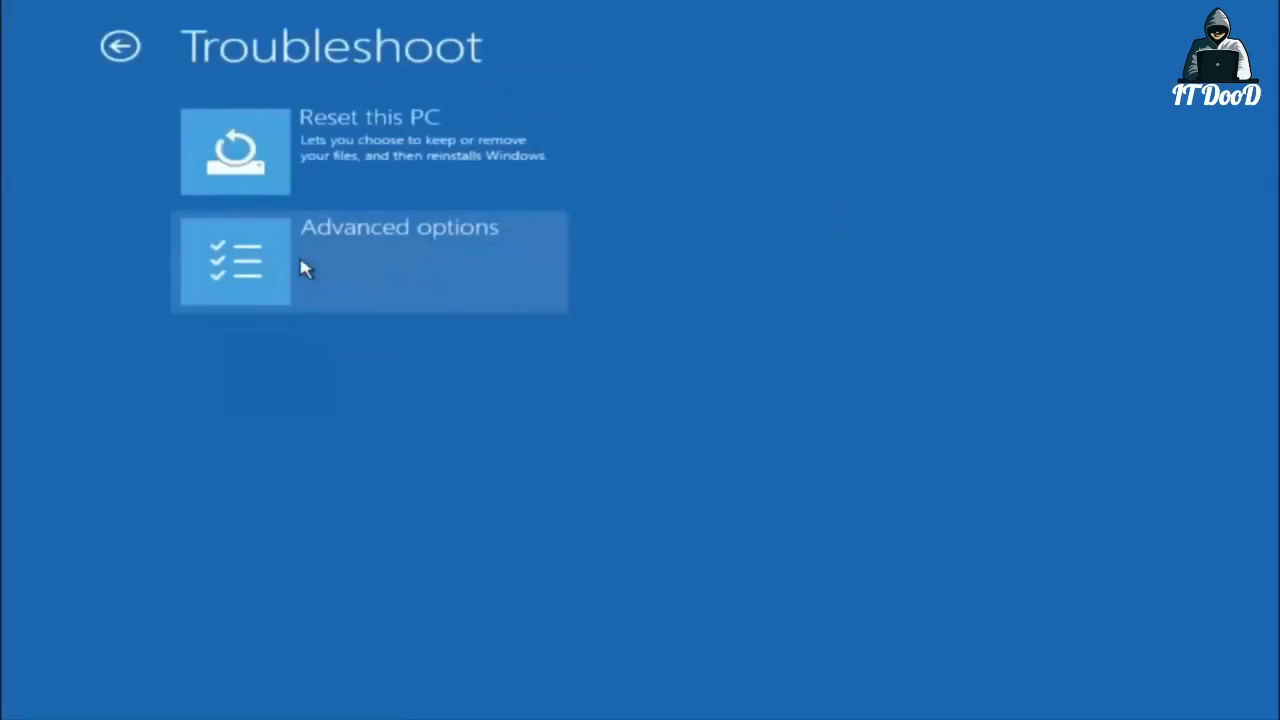 Troubleshoot
IT DooD
Reset this PC
Lets you choose to keep or remove
your files, and then reinstalls Windows.
Advanced options